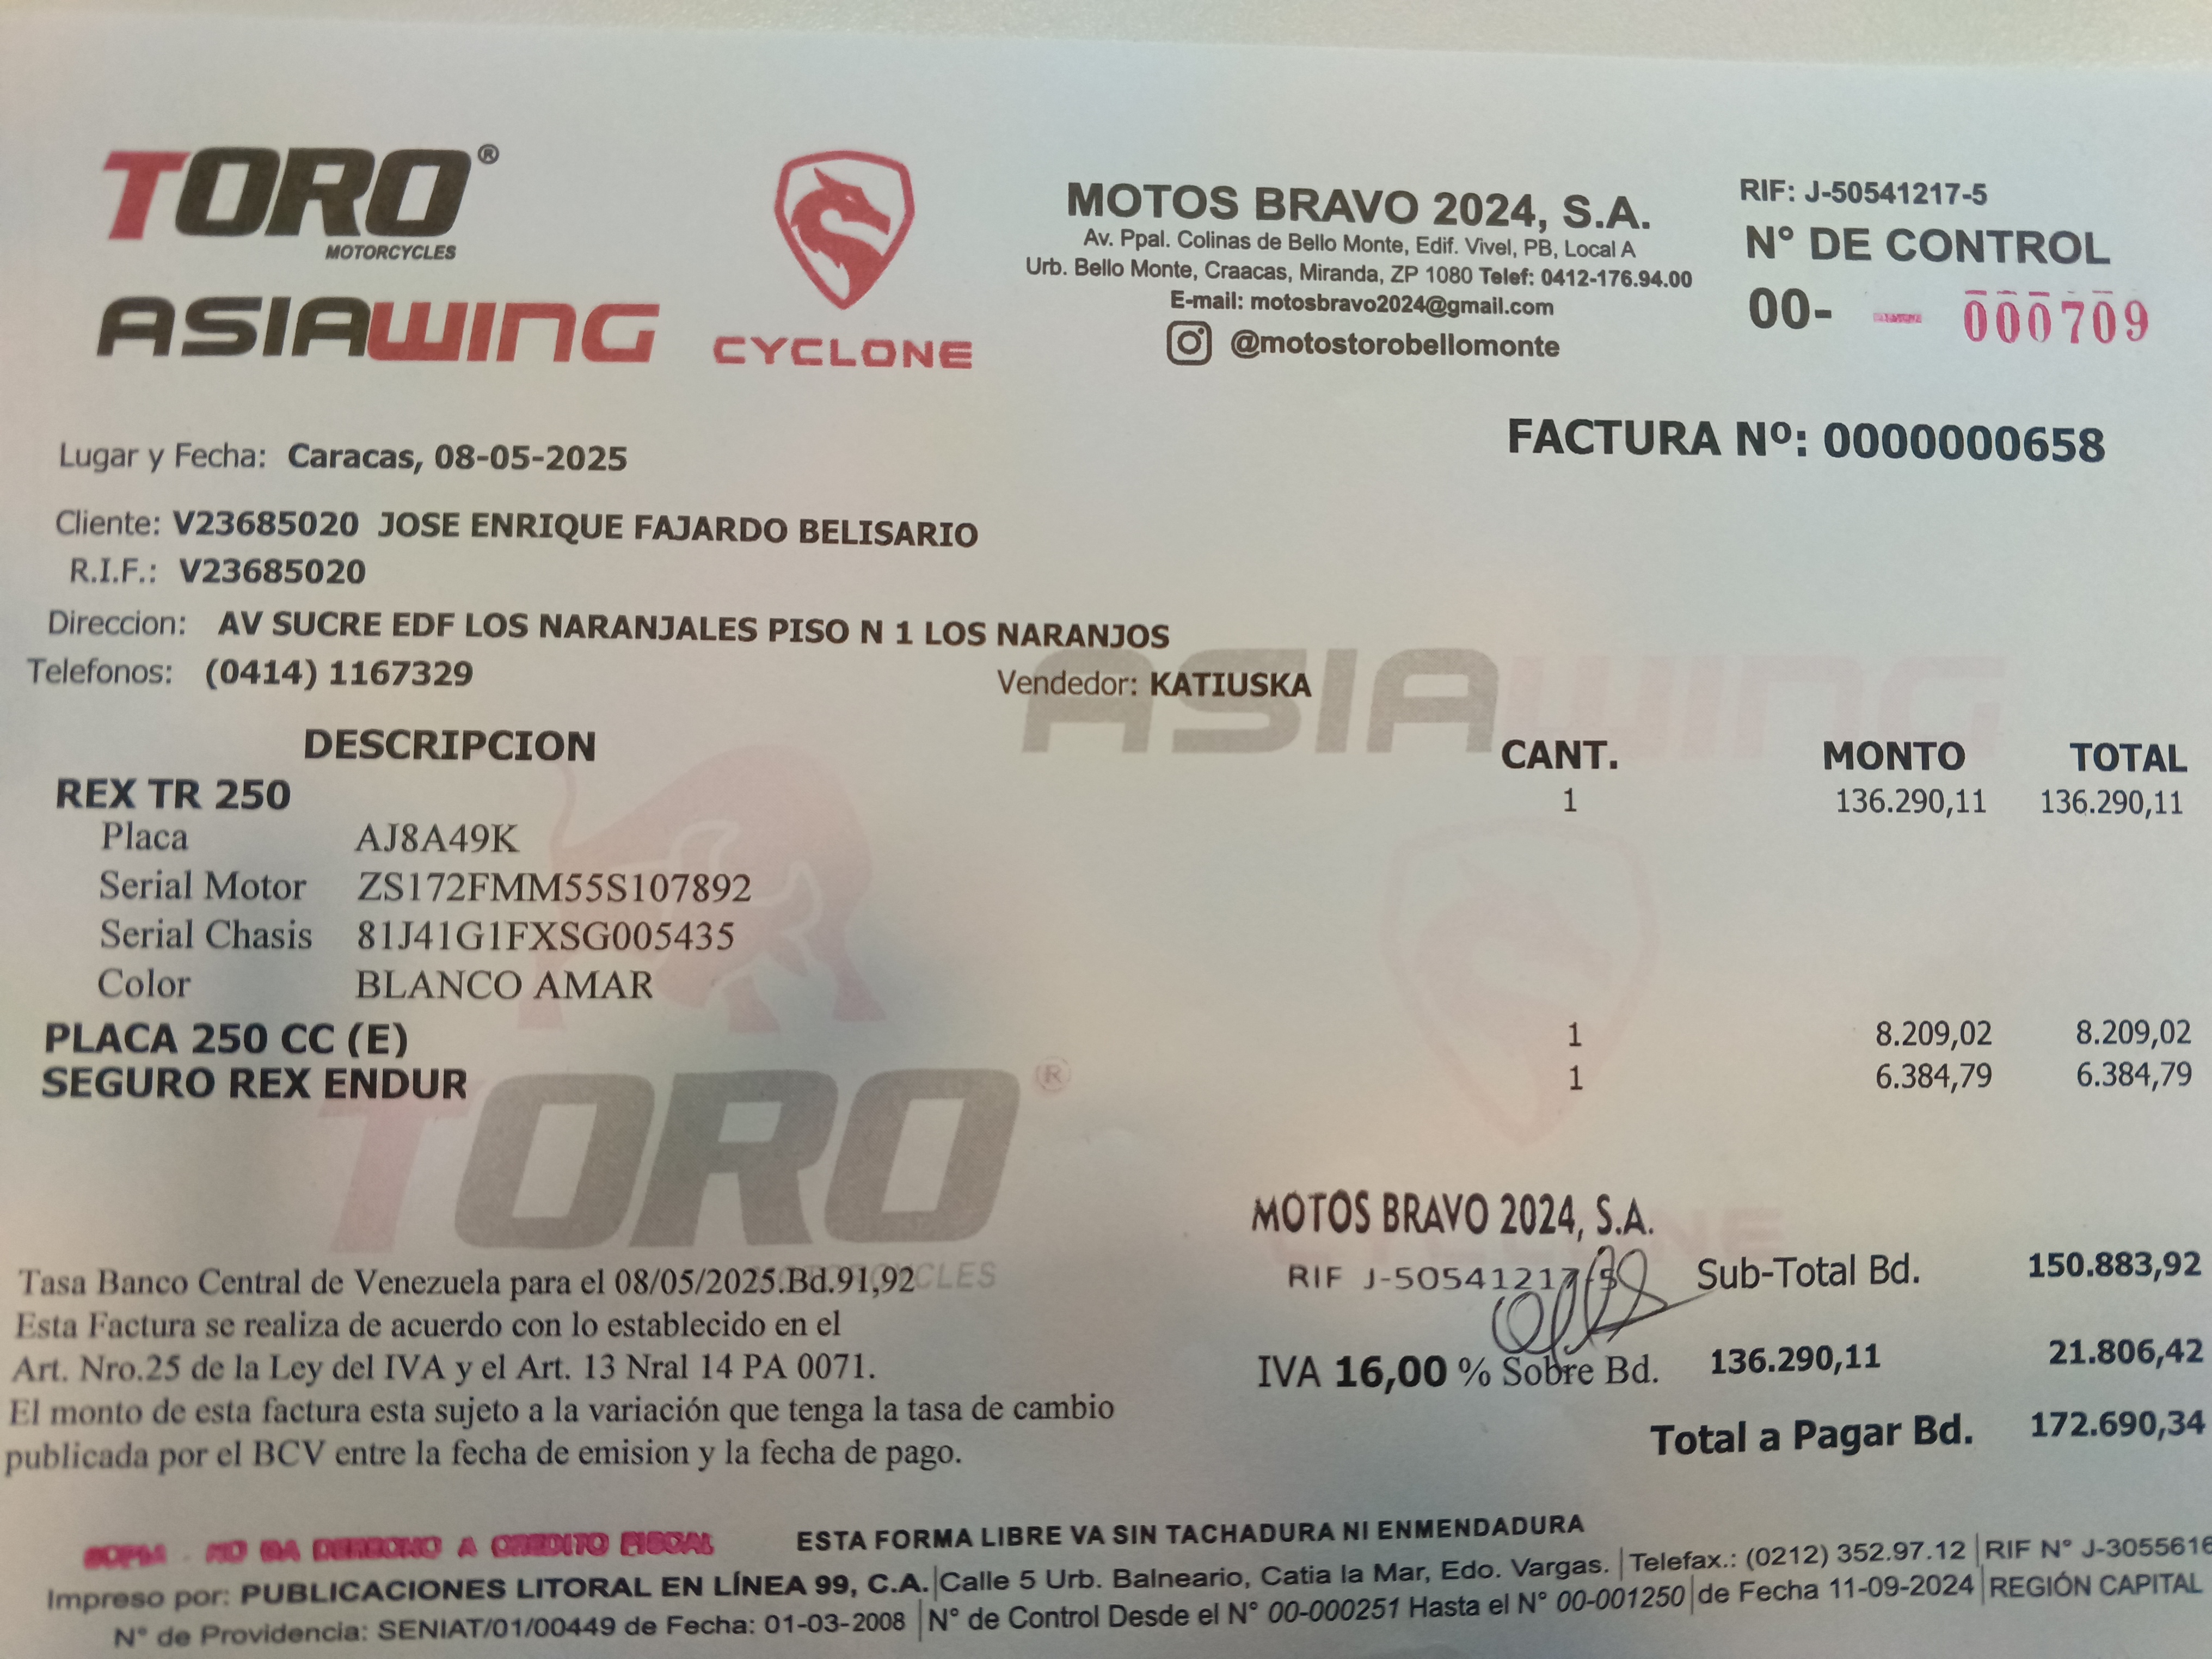 TORO®
MOTORCYCLES
ASIAWING
CYCLONE
MOTOS BRAVO 2024, S.A.
Av. Ppal. Colinas de Bello Monte, Edif. Vivel, PB, Local A
Urb. Bello Monte, Craacas, Miranda, ZP 1080 Telef: 0412-176.94.00
E-mail: motosbravo2024@gmail.com
@motostorobellomonte
RIF: J-50541217-5
N° DE CONTROL
00- 000709
FACTURA Nº: 0000000658
Lugar y Fecha: Caracas, 08-05-2025
Cliente: V23685020 JOSE ENRIQUE FAJARDO BELISARIO
R.I.F.: V23685020
Direccion: AV SUCRE EDF LOS NARANJALES PISO N 1 LOS NARANJOS
Telefonos: (0414) 1167329 Vendedor: KATIUSKA
ASIAWING
DESCRIPCION CANT. MONTO TOTAL
REX TR 250 1 136.290,11 136.290,11
Placa AJ8A49K
Serial Motor ZS172FMM55S107892
Serial Chasis 81J41G1FXSG005435
Color BLANCO AMAR
PLACA 250 CC (E) 1 8.209,02 8.209,02
SEGURO REX ENDUR 1 6.384,79 6.384,79
TORO®
MOTORCYCLES
CYCLONE
MOTOS BRAVO 2024, S.A.
RIF J-50541217-5
Sub-Total Bd. 150.883,92
IVA 16,00 % Sobre Bd. 136.290,11 21.806,42
Total a Pagar Bd. 172.690,34
Tasa Banco Central de Venezuela para el 08/05/2025.Bd.91,92
Esta Factura se realiza de acuerdo con lo establecido en el
Art. Nro.25 de la Ley del IVA y el Art. 13 Nral 14 PA 0071.
El monto de esta factura esta sujeto a la variación que tenga la tasa de cambio
publicada por el BCV entre la fecha de emision y la fecha de pago.
COPIA - NO DA DERECHO A CREDITO FISCAL
ESTA FORMA LIBRE VA SIN TACHADURA NI ENMENDADURA
Impreso por: PUBLICACIONES LITORAL EN LÍNEA 99, C.A. | Calle 5 Urb. Balneario, Catia la Mar, Edo. Vargas. | Telefax.: (0212) 352.97.12 | RIF N° J-3055616
N° de Providencia: SENIAT/01/00449 de Fecha: 01-03-2008 | N° de Control Desde el N° 00-000251 Hasta el N° 00-001250 | de Fecha 11-09-2024 | REGIÓN CAPITAL